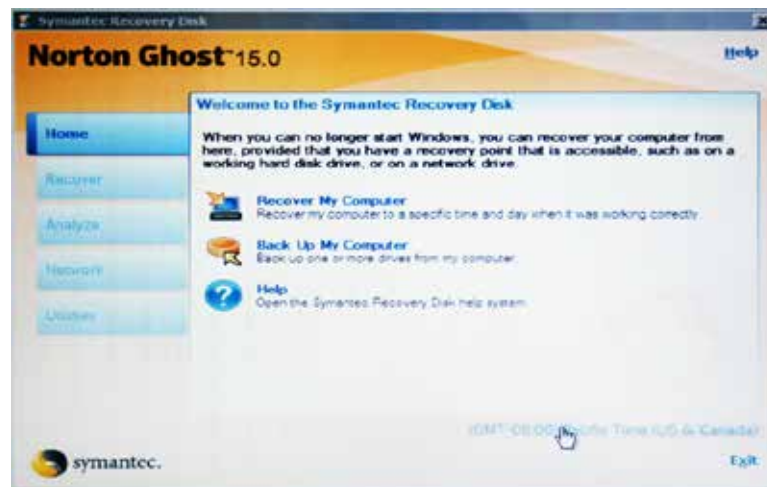 Symantec Recovery Disk
Norton Ghost™ 15.0
Help
Welcome to the Symantec Recovery Disk
Home
When you can no longer start Windows, you can recover your computer from
here, provided that you have a recovery point that is accessible, such as on a
working hard disk drive, or on a network drive.
Recover
Recover My Computer
Recover my computer to a specific time and day when it was working correctly.
Analyze
Back Up My Computer
Back up one or more drives from my computer.
Network
Help
Open the Symantec Recovery Disk help system.
Utilities
(GMT-08:00) Time (US & Canada)
symantec.
Exit